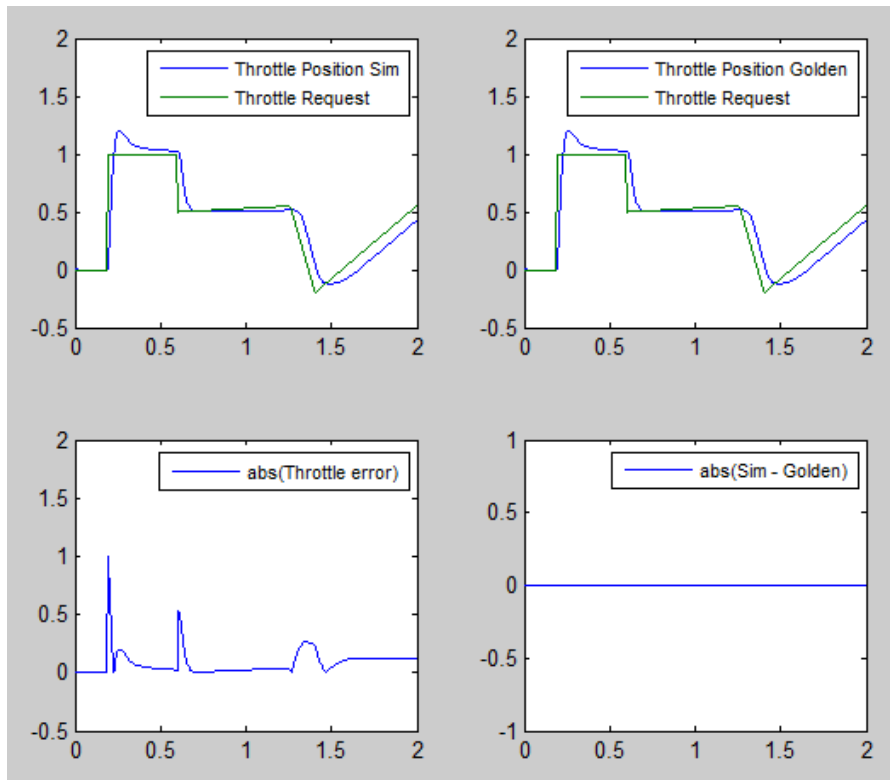 2
1.5
1
0.5
0
-0.5
0 0.5 1 1.5 2
Throttle Position Sim
Throttle Request
2
1.5
1
0.5
0
-0.5
0 0.5 1 1.5 2
Throttle Position Golden
Throttle Request
2
1.5
1
0.5
0
-0.5
0 0.5 1 1.5 2
abs(Throttle error)
1
0.5
0
-0.5
-1
0 0.5 1 1.5 2
abs(Sim - Golden)